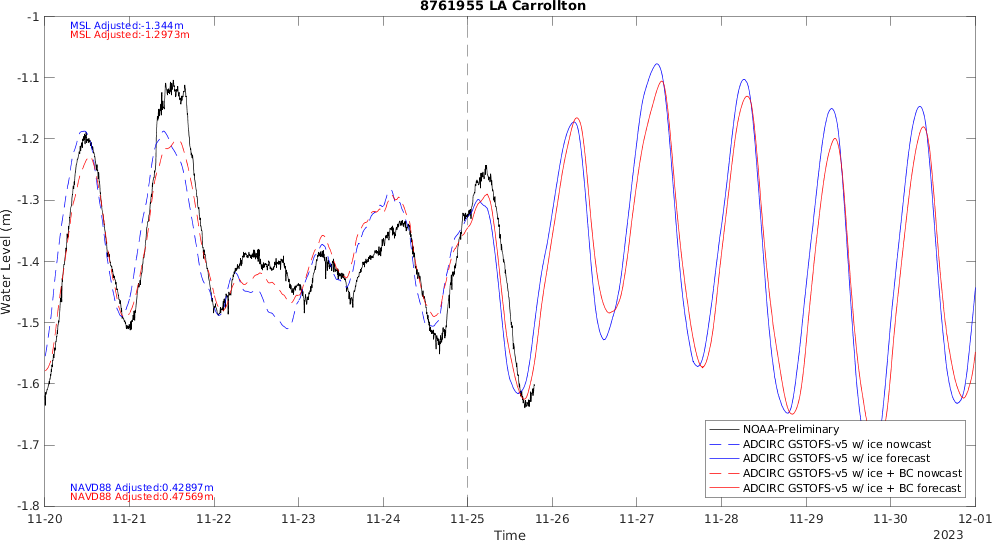 8761955 LA Carrollton
MSL Adjusted:-1.344m
MSL Adjusted:-1.2973m
-1
-1.1
-1.2
-1.3
-1.4
-1.5
-1.6
-1.7
-1.8
Water Level (m)
NOAA-Preliminary
ADCIRC GSTOFS-v5 w/ ice nowcast
ADCIRC GSTOFS-v5 w/ ice forecast
ADCIRC GSTOFS-v5 w/ ice + BC nowcast
ADCIRC GSTOFS-v5 w/ ice + BC forecast
NAVD88 Adjusted:0.42897m
NAVD88 Adjusted:0.47569m
11-20 11-21 11-22 11-23 11-24 11-25 11-26 11-27 11-28 11-29 11-30 12-01
Time
2023